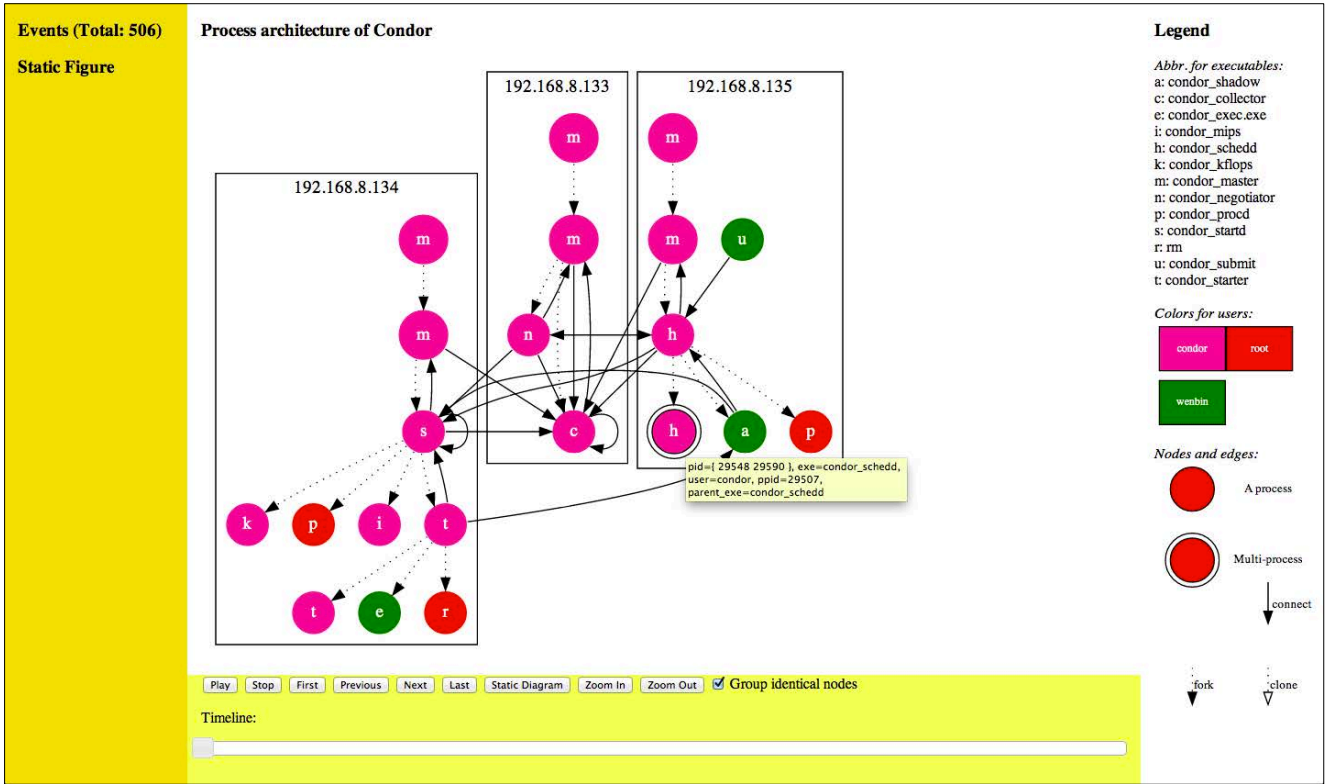 Events (Total: 506)
Static Figure
Process architecture of Condor
192.168.8.133
192.168.8.135
m
m
192.168.8.134
m
m
m
u
m
n
h
s
c
h
a
p
pid=[ 29548 29590 ], exe=condor_schedd,
user=condor, ppid=29507,
parent_exe=condor_schedd
k
p
i
t
t
e
r
Play
Stop
First
Previous
Next
Last
Static Diagram
Zoom In
Zoom Out
Group identical nodes
Timeline:
Legend
Abbr. for executables:
a: condor_shadow
c: condor_collector
e: condor_exec.exe
i: condor_mips
h: condor_schedd
k: condor_kflops
m: condor_master
n: condor_negotiator
p: condor_procd
s: condor_startd
r: rm
u: condor_submit
t: condor_starter
Colors for users:
condor
root
wenbin
Nodes and edges:
A process
Multi-process
connect
fork
clone